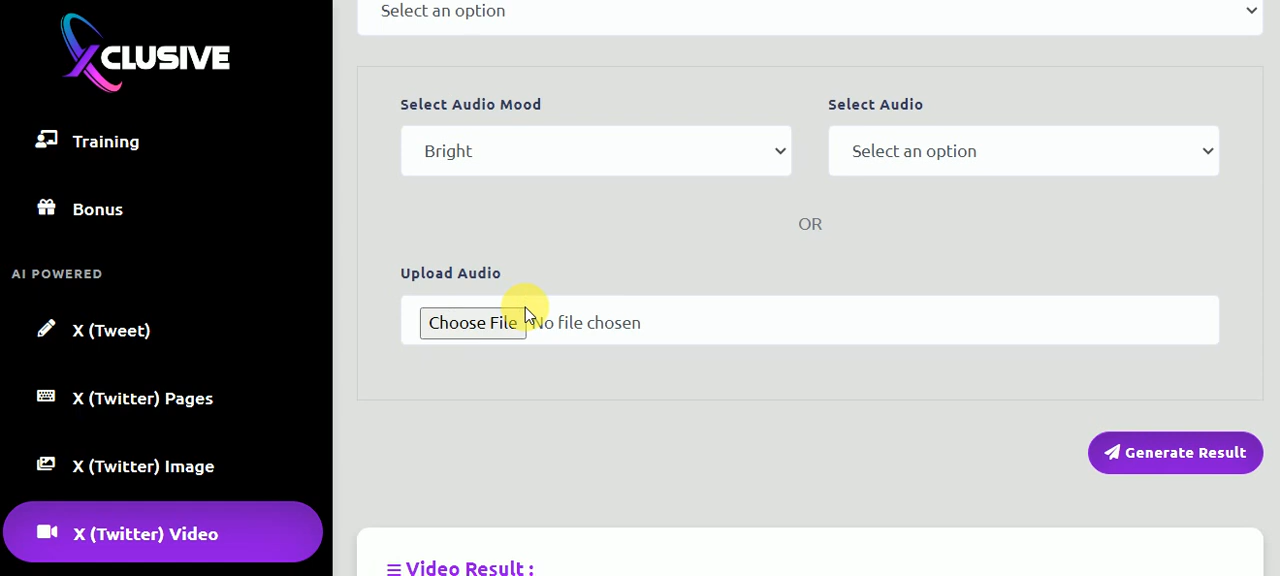 XCLUSIVE
Training
Bonus
AI POWERED
X (Tweet)
X (Twitter) Pages
X (Twitter) Image
X (Twitter) Video
Select an option
Select Audio Mood
Select Audio
Bright
Select an option
OR
Upload Audio
Choose File No file chosen
Generate Result
Video Result :